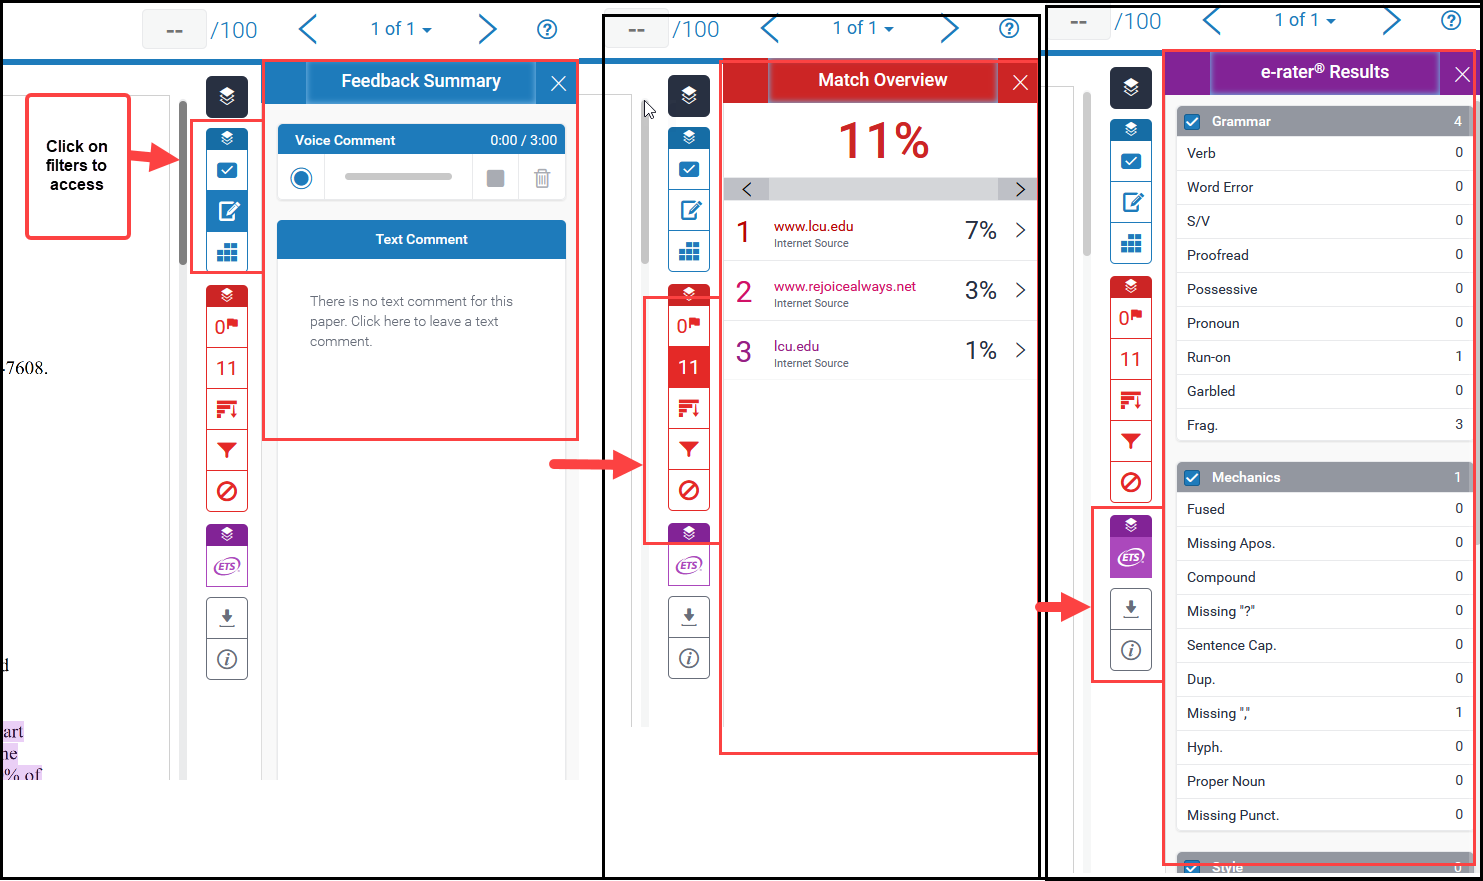 -- /100
1 of 1
?
Click on
filters to
access
-7608.
d
art
ne
% of
0
11
ETS
i
Feedback Summary
Voice Comment 0:00 / 3:00
Text Comment
There is no text comment for this
paper. Click here to leave a text
comment.
-- /100
1 of 1
?
0
11
ETS
i
Match Overview
11%
1 www.lcu.edu 7%
Internet Source
2 www.rejoicealways.net 3%
Internet Source
3 lcu.edu 1%
Internet Source
-- /100
1 of 1
?
0
11
ETS
i
e-rater® Results
Grammar 4
Verb 0
Word Error 0
S/V 0
Proofread 0
Possessive 0
Pronoun 0
Run-on 1
Garbled 0
Frag. 3
Mechanics 1
Fused 0
Missing Apos. 0
Compound 0
Missing "?" 0
Sentence Cap. 0
Dup. 0
Missing "," 1
Hyph. 0
Proper Noun 0
Missing Punct. 0
Style 0